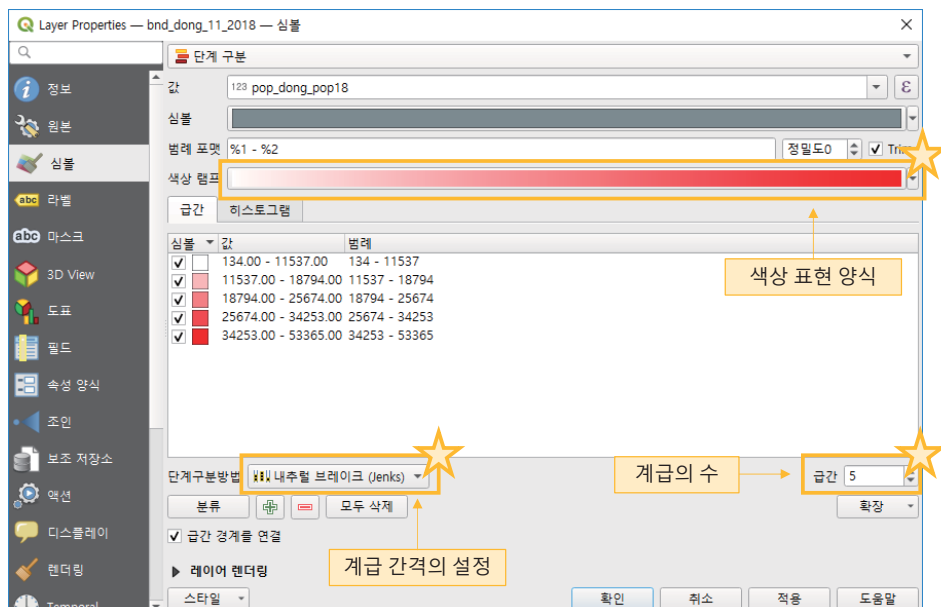 Layer Properties — bnd_dong_11_2018 — 심볼
단계 구분
정보
원본
심볼
라벨
마스크
3D View
도표
필드
속성 양식
조인
보조 저장소
액션
디스플레이
렌더링
Temporal
값 123 pop_dong_pop18 ε
심볼
범례 포맷 %1 - %2 정밀도0 Trim
색상 램프
급간 히스토그램
심볼 값 범례
134.00 - 11537.00 134 - 11537
11537.00 - 18794.00 11537 - 18794
18794.00 - 25674.00 18794 - 25674
25674.00 - 34253.00 25674 - 34253
34253.00 - 53365.00 34253 - 53365
색상 표현 양식
단계구분방법 내추럴 브레이크 (Jenks)
계급의 수
급간 5
분류 모두 삭제 확장
급간 경계를 연결
계급 간격의 설정
레이어 렌더링
스타일 확인 취소 적용 도움말
abc
abc